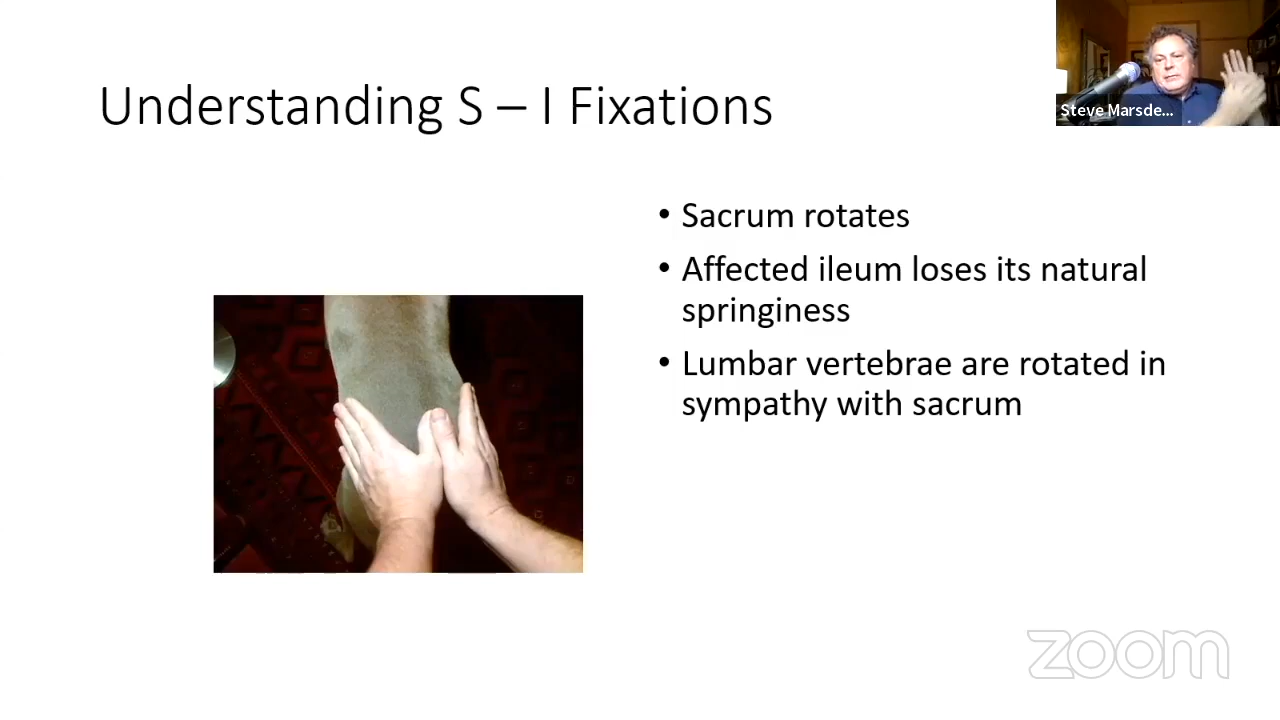 Understanding S – I Fixations
Steve Marsde...
• Sacrum rotates
• Affected ileum loses its natural
springiness
• Lumbar vertebrae are rotated in
sympathy with sacrum
zoom